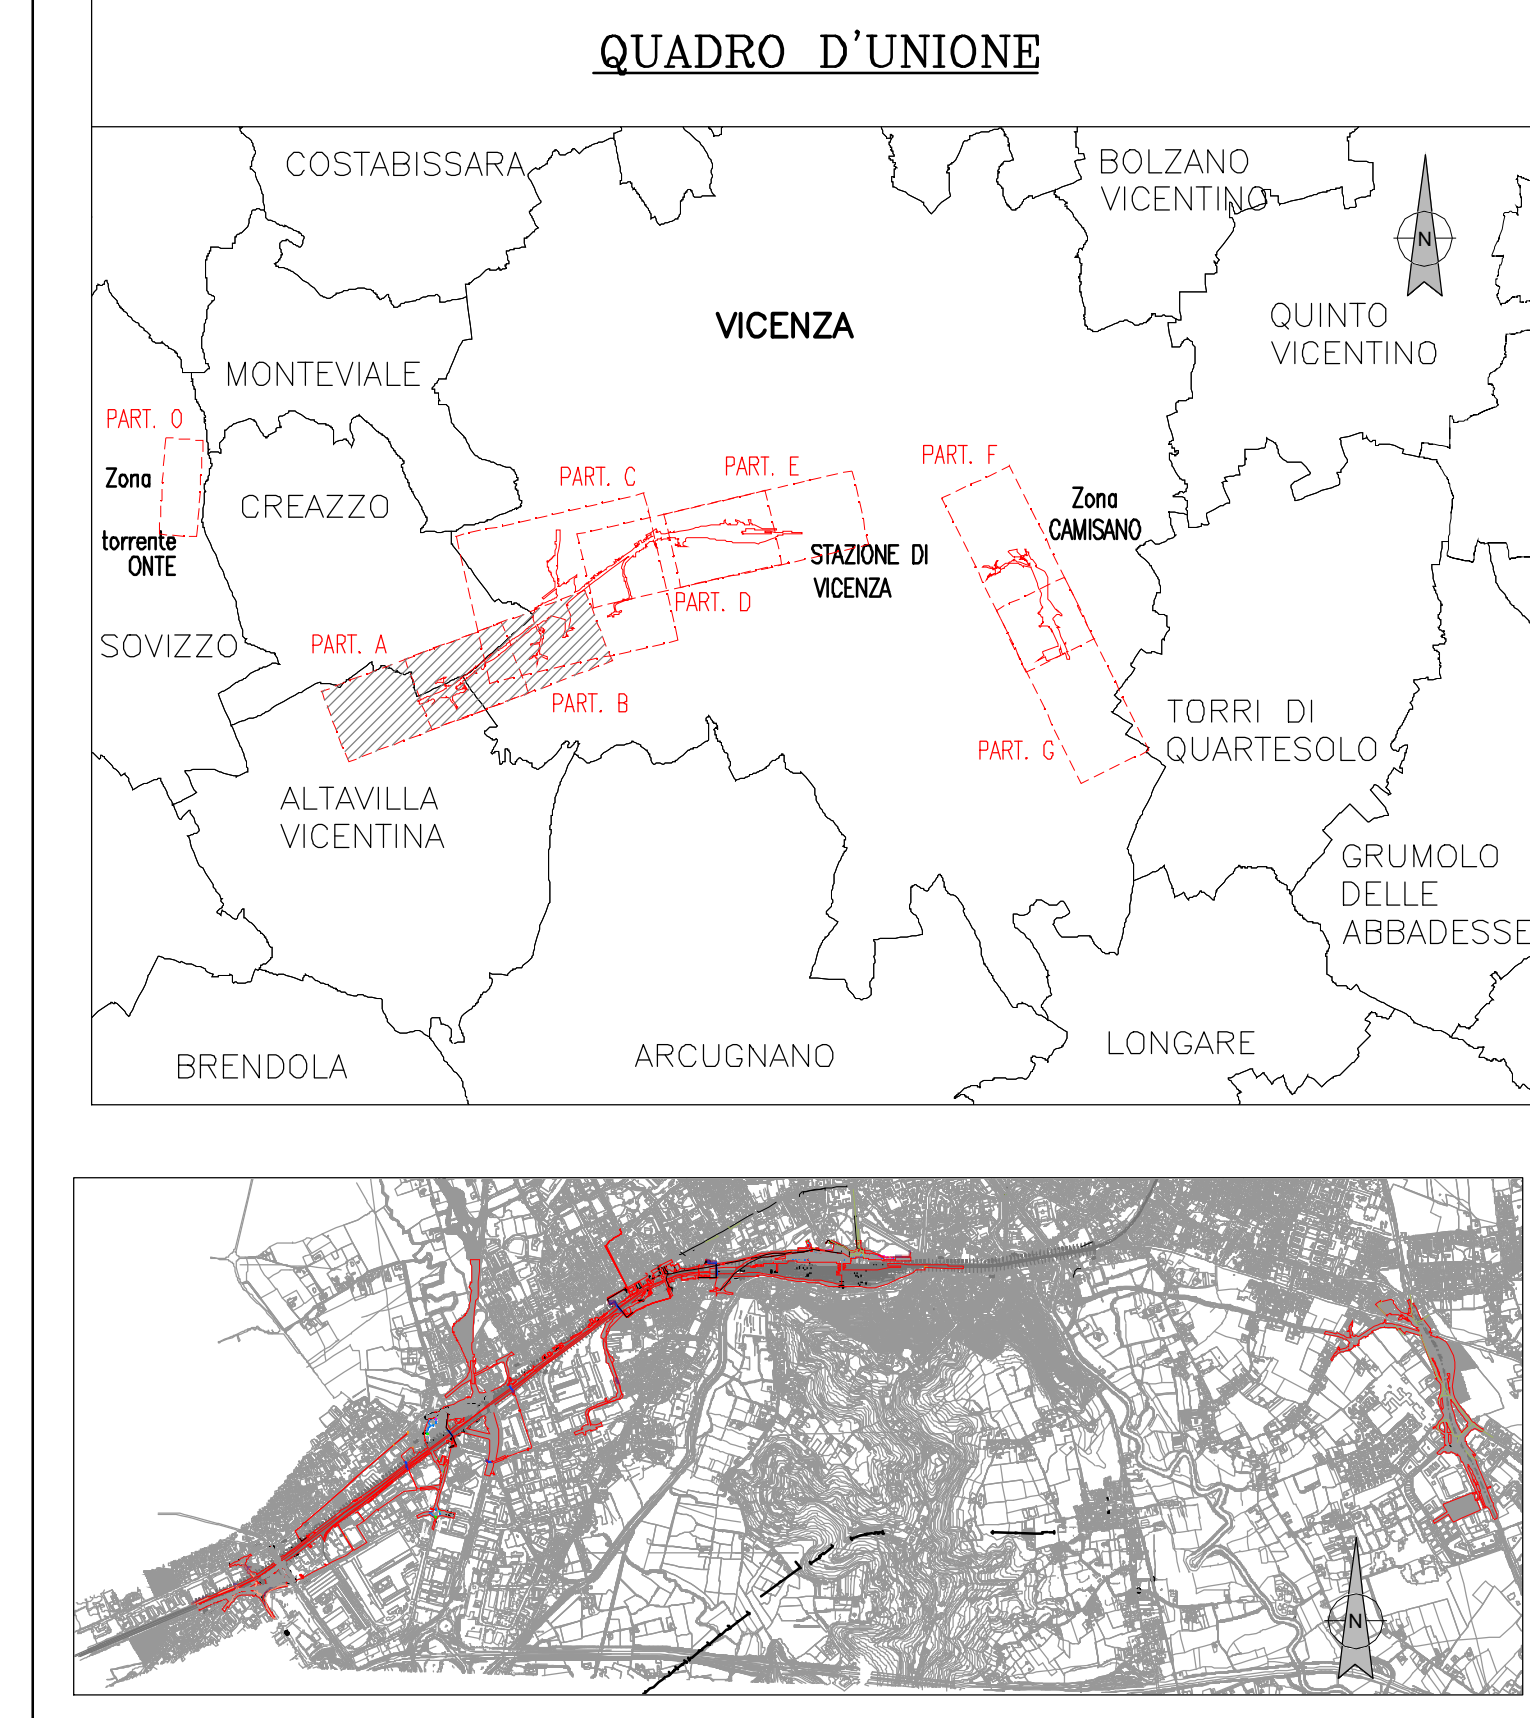 QUADRO D'UNIONE
COSTABISSARA
BOLZANO
VICENTINO
N
QUINTO
VICENTINO
VICENZA
MONTEVIALE
PART. O
Zona
torrente
ONTE
CREAZZO
PART. C
PART. E
PART. F
Zona
CAMISANO
STAZIONE DI
VICENZA
PART. D
SOVIZZO
PART. A
PART. B
PART. G
TORRI DI
QUARTESOLO
ALTAVILLA
VICENTINA
GRUMOLO
DELLE
ABBADESSE
BRENDOLA
ARCUGNANO
LONGARE
N